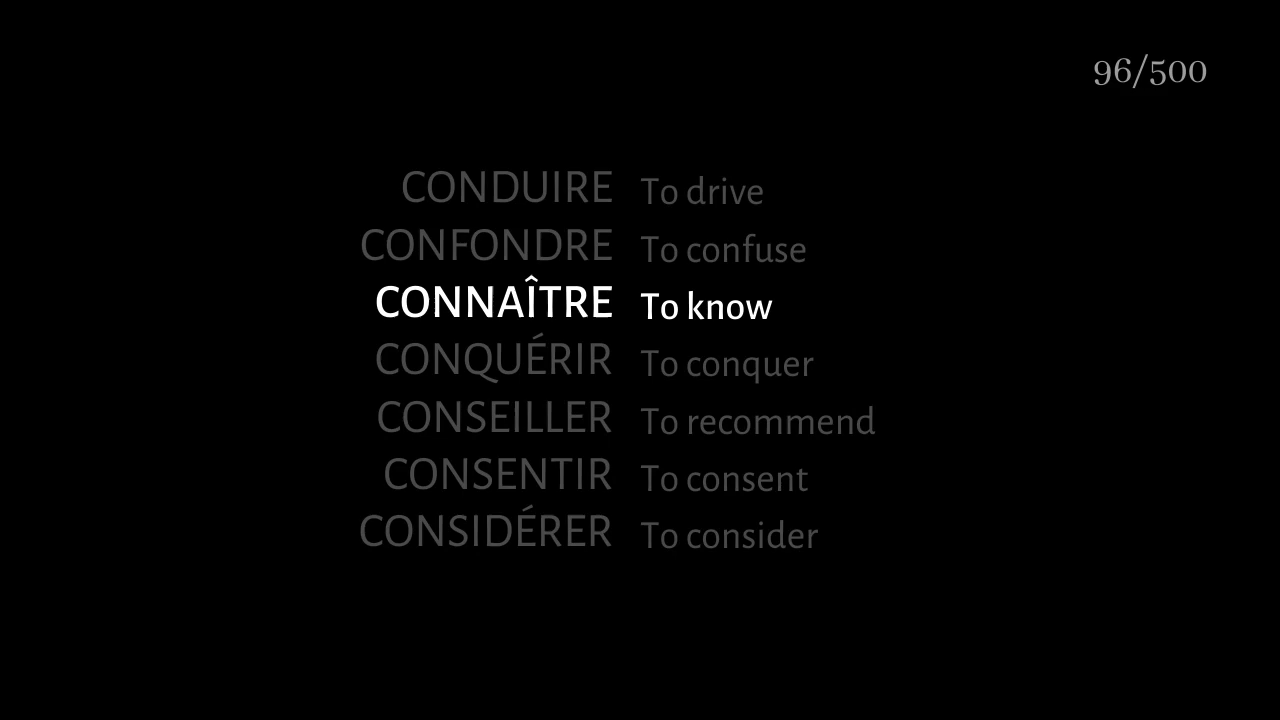 96/500
CONDUIRE To drive
CONFONDRE To confuse
CONNAÎTRE To know
CONQUÉRIR To conquer
CONSEILLER To recommend
CONSENTIR To consent
CONSIDÉRER To consider